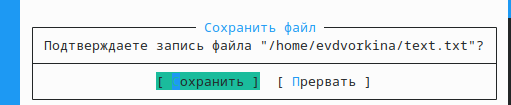 Сохранить файл
Подтверждаете запись файла "/home/evdvorkina/text.txt"?
[ Сохранить ] [ Прервать ]